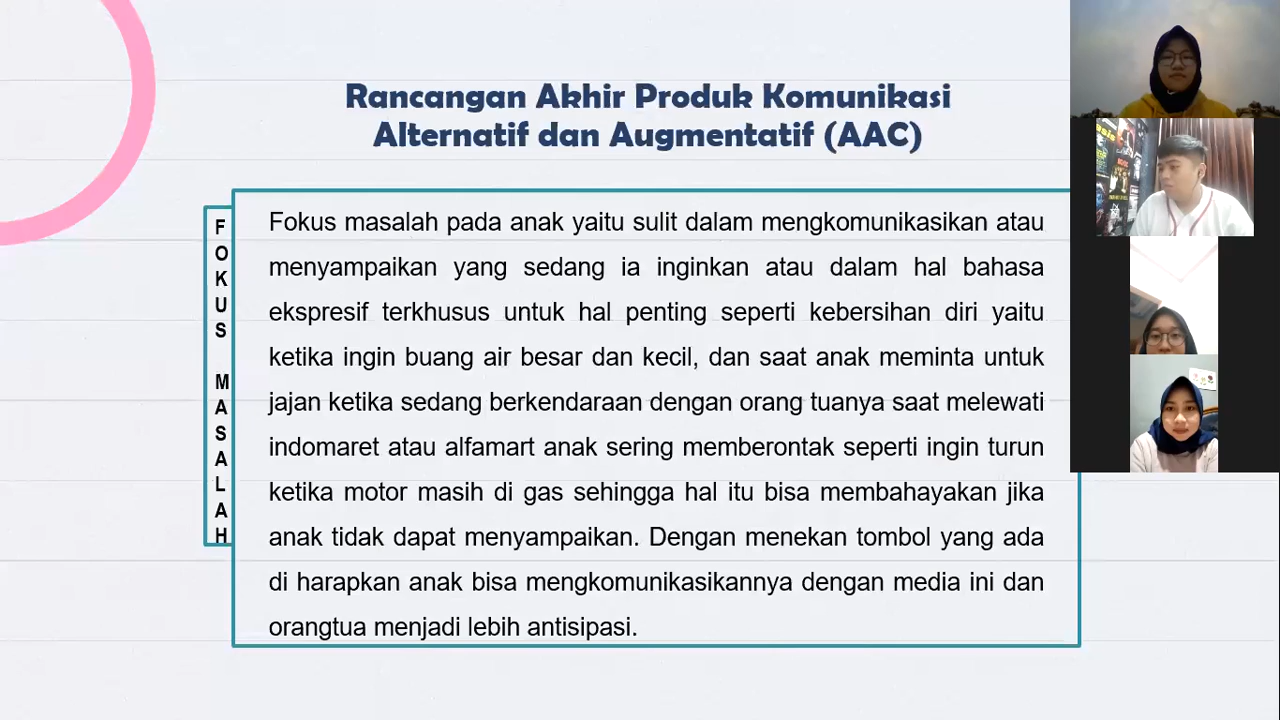 Rancangan Akhir Produk Komunikasi
Alternatif dan Augmentatif (AAC)
FOKUS MASALAH
Fokus masalah pada anak yaitu sulit dalam mengkomunikasikan atau
menyampaikan yang sedang ia inginkan atau dalam hal bahasa
ekspresif terkhusus untuk hal penting seperti kebersihan diri yaitu
ketika ingin buang air besar dan kecil, dan saat anak meminta untuk
jajan ketika sedang berkendaraan dengan orang tuanya saat melewati
indomaret atau alfamart anak sering memberontak seperti ingin turun
ketika motor masih di gas sehingga hal itu bisa membahayakan jika
anak tidak dapat menyampaikan. Dengan menekan tombol yang ada
di harapkan anak bisa mengkomunikasikannya dengan media ini dan
orangtua menjadi lebih antisipasi.